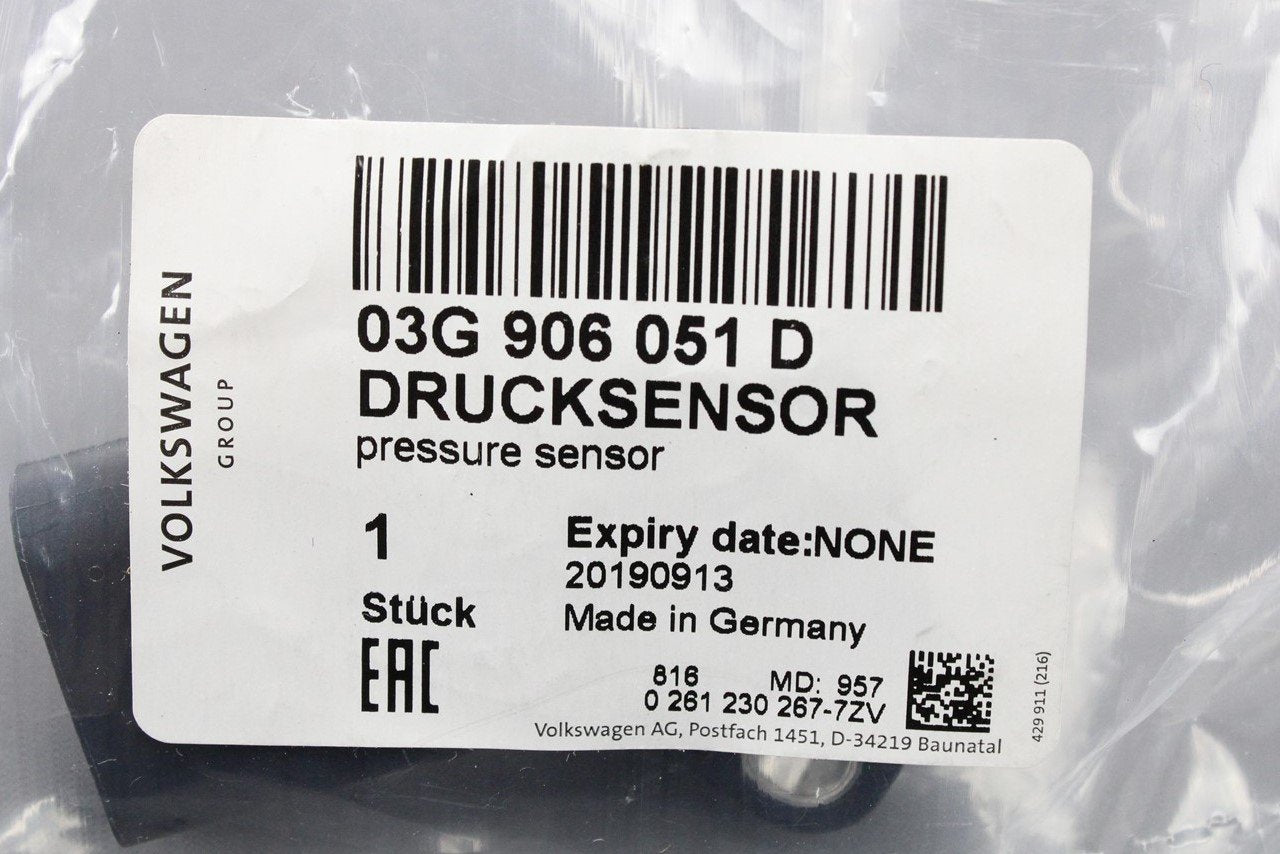 VOLKSWAGEN
GROUP
03G 906 051 D
DRUCKSENSOR
pressure sensor
1
Stück
EAC
Expiry date:NONE
20190913
Made in Germany
816 MD: 957
0 261 230 267-7ZV
Volkswagen AG, Postfach 1451, D-34219 Baunatal
429 911 (216)